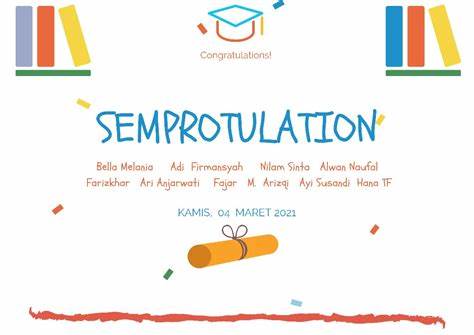 Congratulations!
SEMPROTULATION
Bella Melania Adi Firmansyah Nilam Sinta Alwan Naufal
Farizkhar Ari Anjarwati Fajar M. Arizqi Ayi Susandi Hana TF
KAMIS, 04 MARET 2021